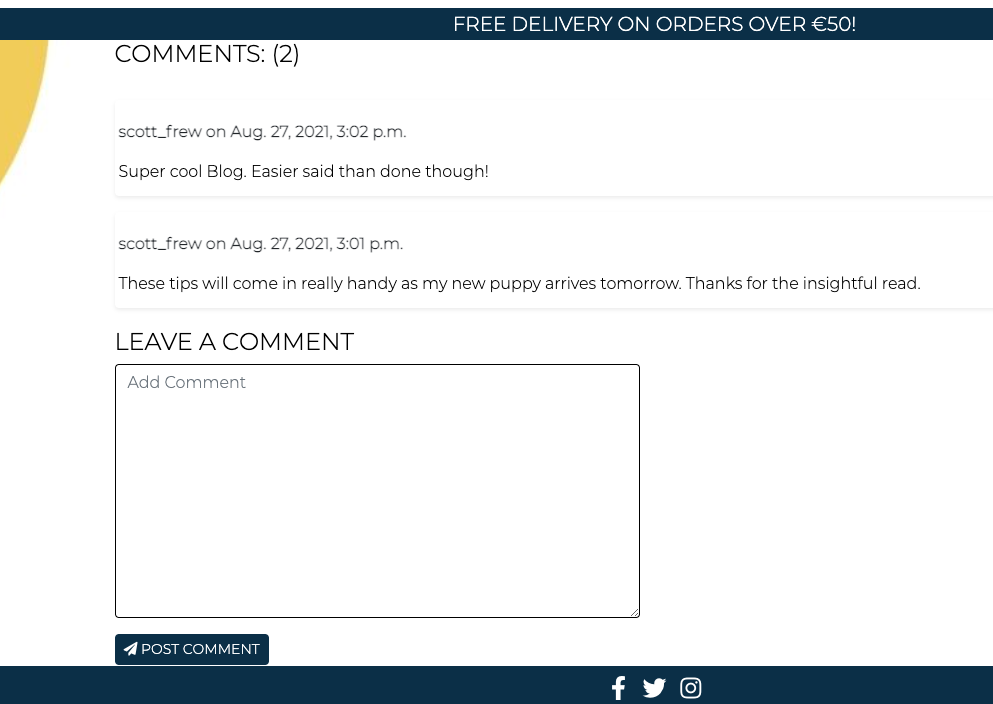 FREE DELIVERY ON ORDERS OVER €50!
COMMENTS: (2)
scott_frew on Aug. 27, 2021, 3:02 p.m.
Super cool Blog. Easier said than done though!
scott_frew on Aug. 27, 2021, 3:01 p.m.
These tips will come in really handy as my new puppy arrives tomorrow. Thanks for the insightful read.
LEAVE A COMMENT
Add Comment
POST COMMENT